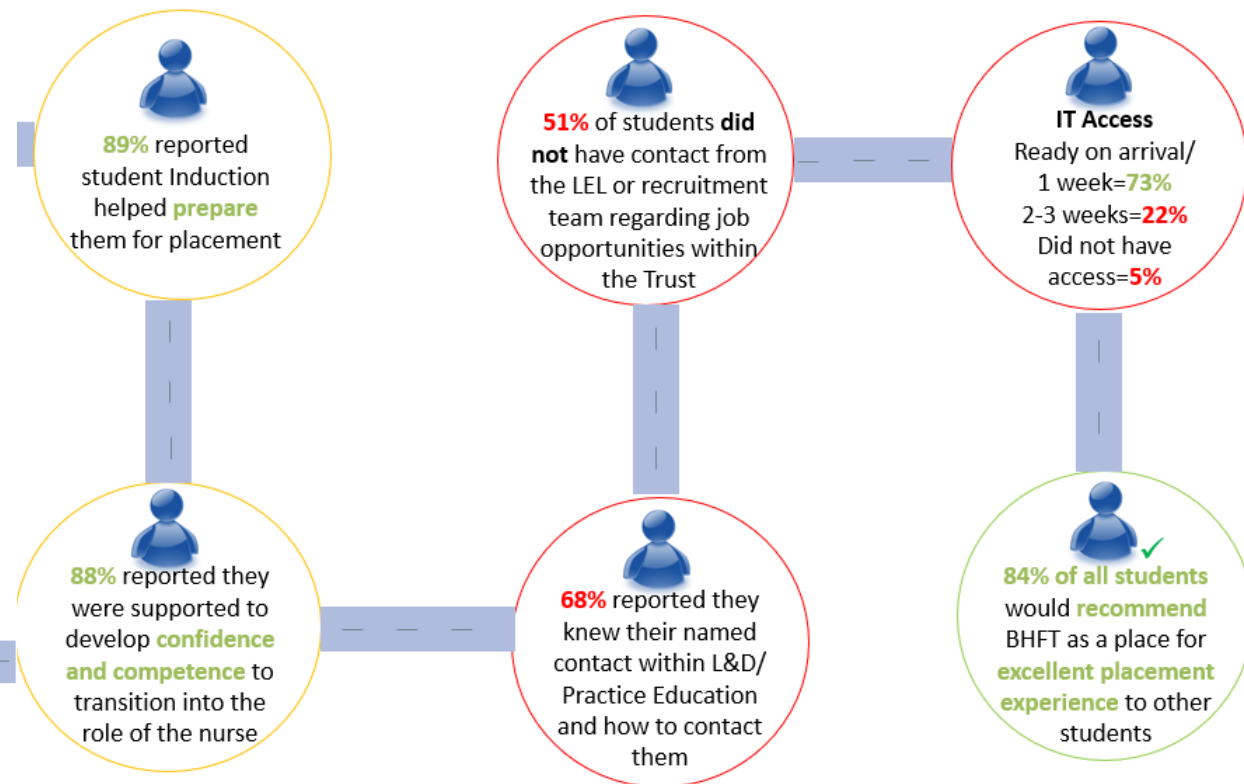 89% reported
student Induction
helped prepare
them for placement
88% reported they
were supported to
develop confidence
and competence to
transition into the
role of the nurse
68% reported they
knew their named
contact within L&D/
Practice Education
and how to contact
them
51% of students did
not have contact from
the LEL or recruitment
team regarding job
opportunities within
the Trust
IT Access
Ready on arrival/
1 week=73%
2-3 weeks=22%
Did not have
access=5%
84% of all students
would recommend
BHFT as a place for
excellent placement
experience to other
students